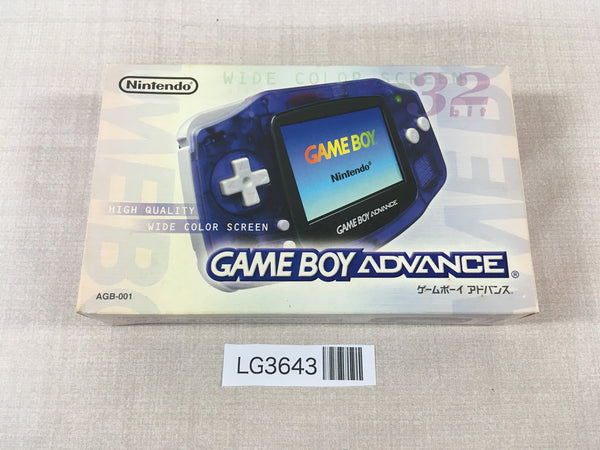 Nintendo®
WIDE COLOR SCREEN
32
bit
GAME BOY
Nintendo®
GAME BOY ADVANCE
HIGH QUALITY
WIDE COLOR SCREEN
GAME BOY ADVANCE®
AGB-001
ゲームボーイ アドバンス
LG3643